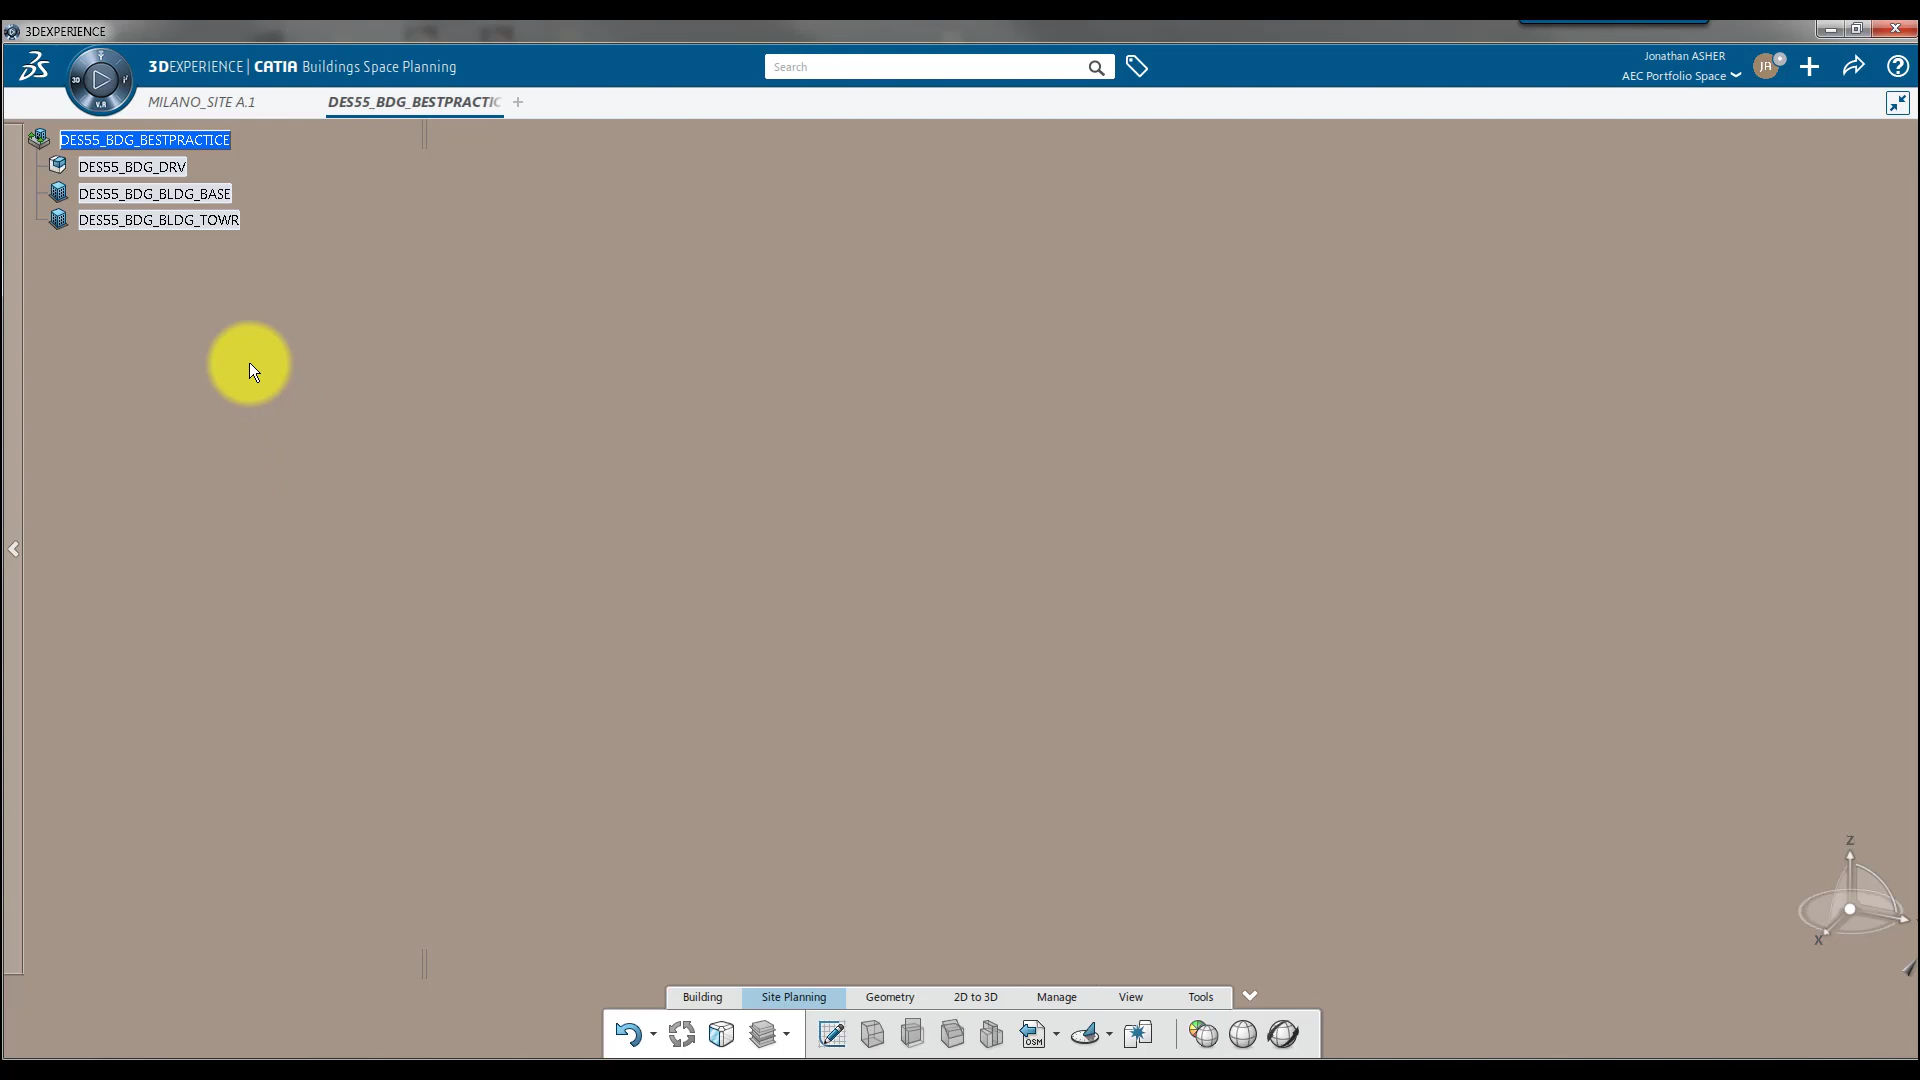 3DEXPERIENCE
3DEXPERIENCE | CATIA Buildings Space Planning
Search
Jonathan ASHER
AEC Portfolio Space
JA
3D
V.R
MILANO_SITE A.1
DES55_BDG_BESTPRACTIC
DES55_BDG_BESTPRACTICE
DES55_BDG_DRV
DES55_BDG_BLDG_BASE
DES55_BDG_BLDG_TOWR
Z
X
Building Site Planning Geometry 2D to 3D Manage View Tools
OSM